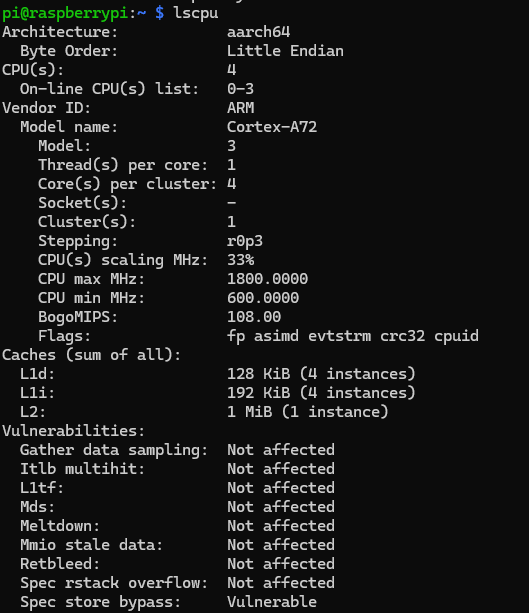 pi@raspberrypi:~ $ lscpu
Architecture:            aarch64
  Byte Order:            Little Endian
CPU(s):                  4
  On-line CPU(s) list:   0-3
Vendor ID:               ARM
  Model name:            Cortex-A72
    Model:               3
    Thread(s) per core:  1
    Core(s) per cluster: 4
    Socket(s):           -
    Cluster(s):          1
    Stepping:            r0p3
    CPU(s) scaling MHz:  33%
    CPU max MHz:         1800.0000
    CPU min MHz:         600.0000
    BogoMIPS:            108.00
    Flags:               fp asimd evtstrm crc32 cpuid
Caches (sum of all):
  L1d:                   128 KiB (4 instances)
  L1i:                   192 KiB (4 instances)
  L2:                    1 MiB (1 instance)
Vulnerabilities:
  Gather data sampling:  Not affected
  Itlb multihit:         Not affected
  L1tf:                  Not affected
  Mds:                   Not affected
  Meltdown:              Not affected
  Mmio stale data:       Not affected
  Retbleed:              Not affected
  Spec rstack overflow:  Not affected
  Spec store bypass:     Vulnerable